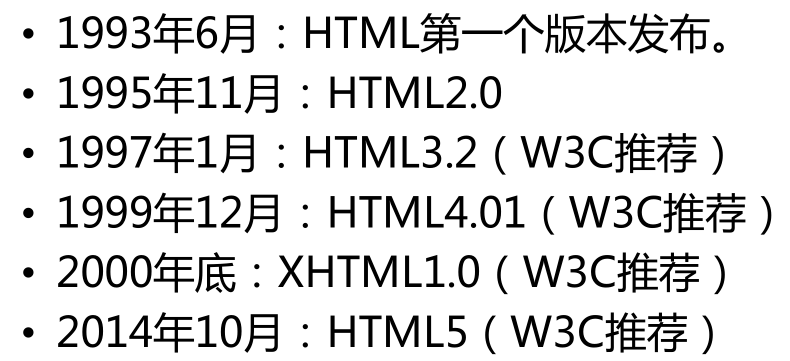 • 1993年6月：HTML第一个版本发布。
• 1995年11月：HTML2.0
• 1997年1月：HTML3.2（W3C推荐）
• 1999年12月：HTML4.01（W3C推荐）
• 2000年底：XHTML1.0（W3C推荐）
• 2014年10月：HTML5（W3C推荐）